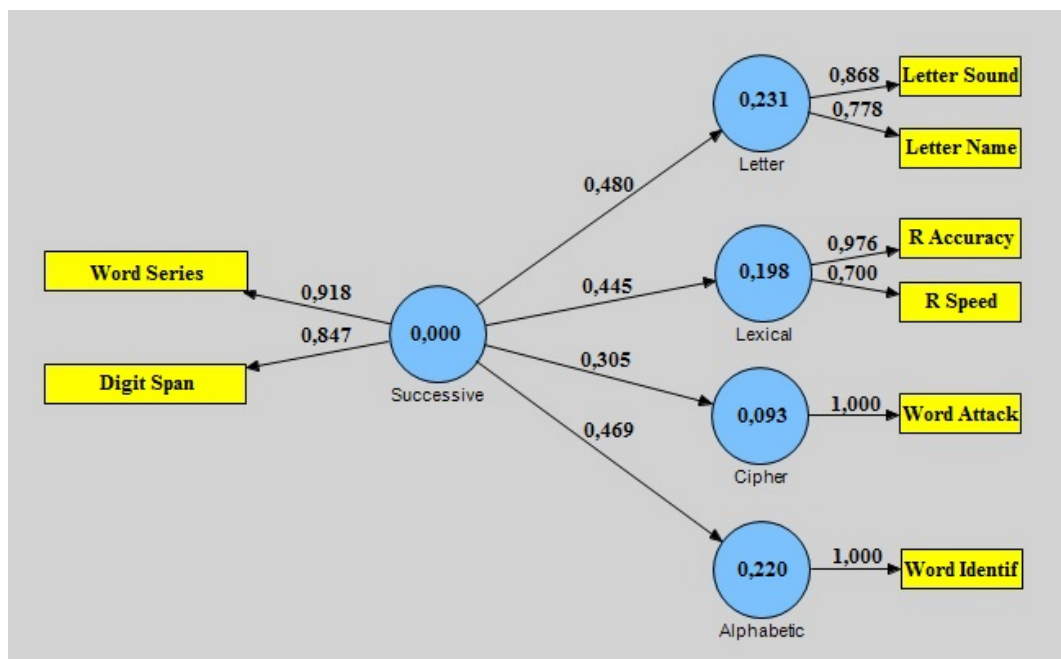 Word Series
Digit Span
0,918
0,847
0,000
Successive
0,480
0,445
0,305
0,469
0,231
Letter
0,868
0,778
Letter Sound
Letter Name
0,198
Lexical
0,976
0,700
R Accuracy
R Speed
0,093
Cipher
1,000
Word Attack
0,220
Alphabetic
1,000
Word Identif